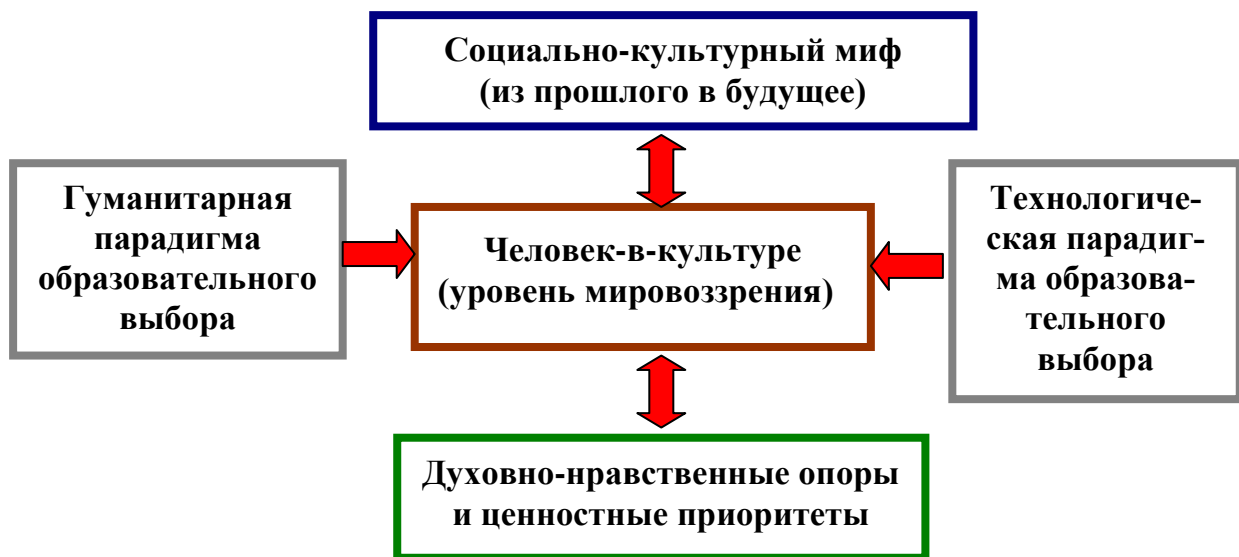 Социально-культурный миф
(из прошлого в будущее)
Гуманитарная
парадигма
образовательного
выбора
Человек-в-культуре
(уровень мировоззрения)
Технологиче-
ская парадиг-
ма образова-
тельного
выбора
Духовно-нравственные опоры
и ценностные приоритеты